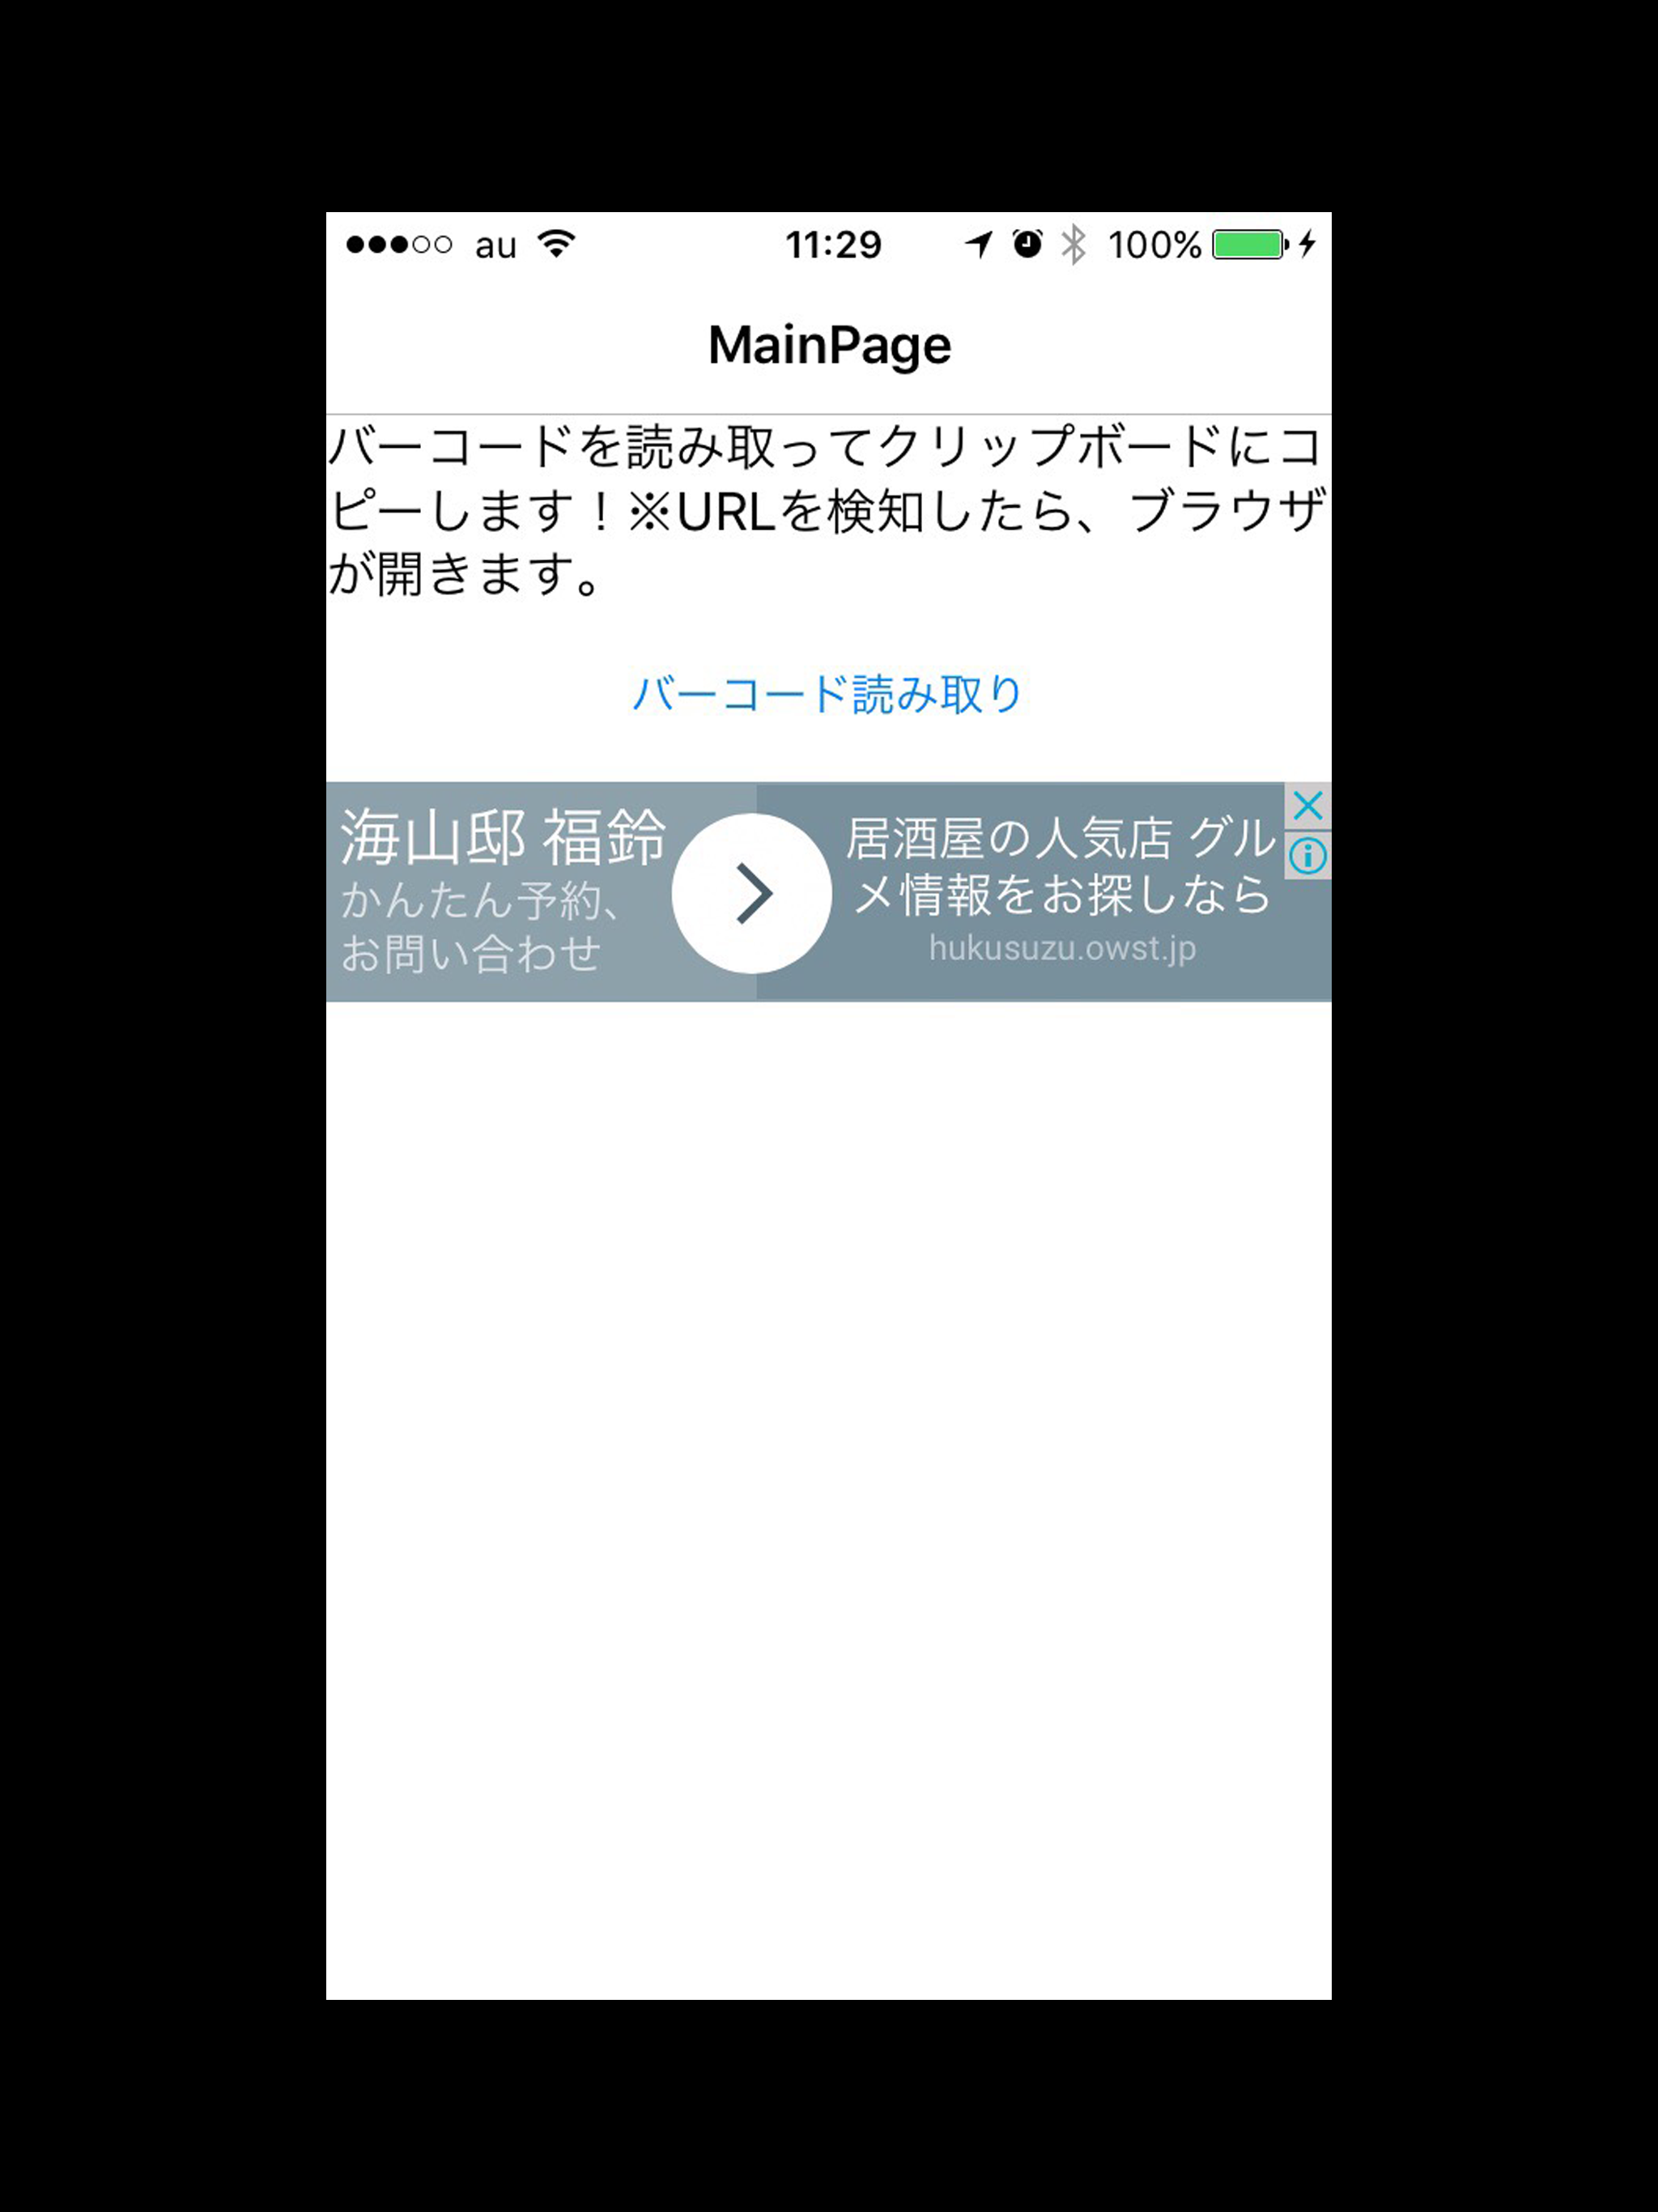 au 11:29 100%
MainPage
バーコードを読み取ってクリップボードにコ
ピーします！※URLを検知したら、ブラウザ
が開きます。
バーコード読み取り
海山邸 福鈴
かんたん予約、
お問い合わせ
居酒屋の人気店 グル
メ情報をお探しなら
hukusuzu.owst.jp